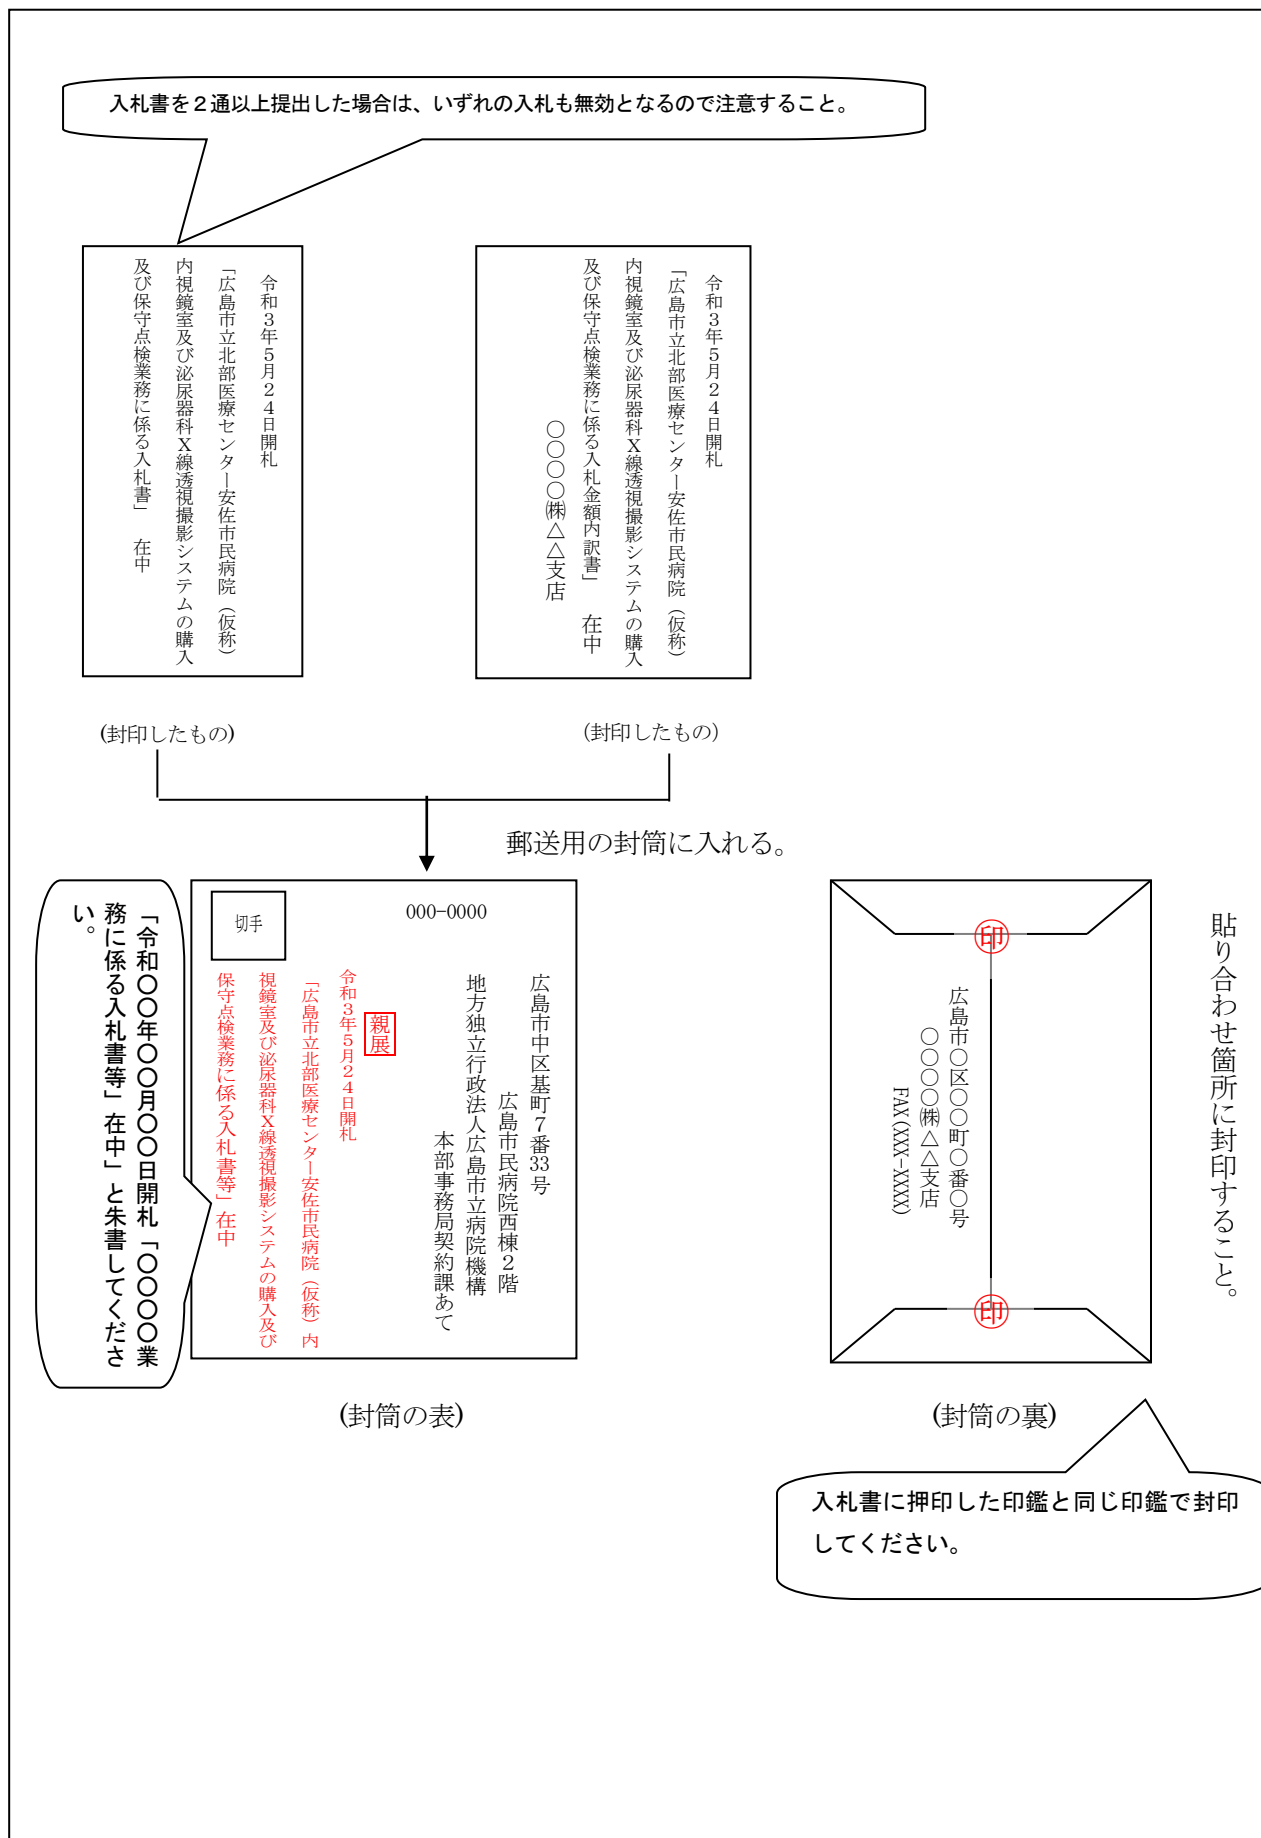 入札書を２通以上提出した場合は、いずれの入札も無効となるので注意すること。
令和３年５月２４日開札
「広島市立北部医療センター安佐市民病院（仮称）
内視鏡室及び泌尿器科Ｘ線透視撮影システムの購入
及び保守点検業務に係る入札書」　在中
令和３年５月２４日開札
「広島市立北部医療センター安佐市民病院（仮称）
内視鏡室及び泌尿器科Ｘ線透視撮影システムの購入
及び保守点検業務に係る入札金額内訳書」　在中
〇〇〇〇㈱△△支店
(封印したもの)
(封印したもの)
郵送用の封筒に入れる。
「令和〇〇年〇〇月〇〇日開札「〇〇〇〇業
務に係る入札書等」在中」と朱書してくださ
い。
切手
000-0000
広島市中区基町７番33号
広島市民病院西棟２階
地方独立行政法人広島市立病院機構
本部事務局契約課あて
親展
令和３年５月２４日開札
「広島市立北部医療センター安佐市民病院（仮称）内
視鏡室及び泌尿器科Ｘ線透視撮影システムの購入及び
保守点検業務に係る入札書等」在中
(封筒の表)
貼り合わせ箇所に封印すること。
印
広島市〇区〇〇町〇番〇号
〇〇〇〇㈱△△支店
FAX(XXX-XXXX)
印
(封筒の裏)
入札書に押印した印鑑と同じ印鑑で封印
してください。